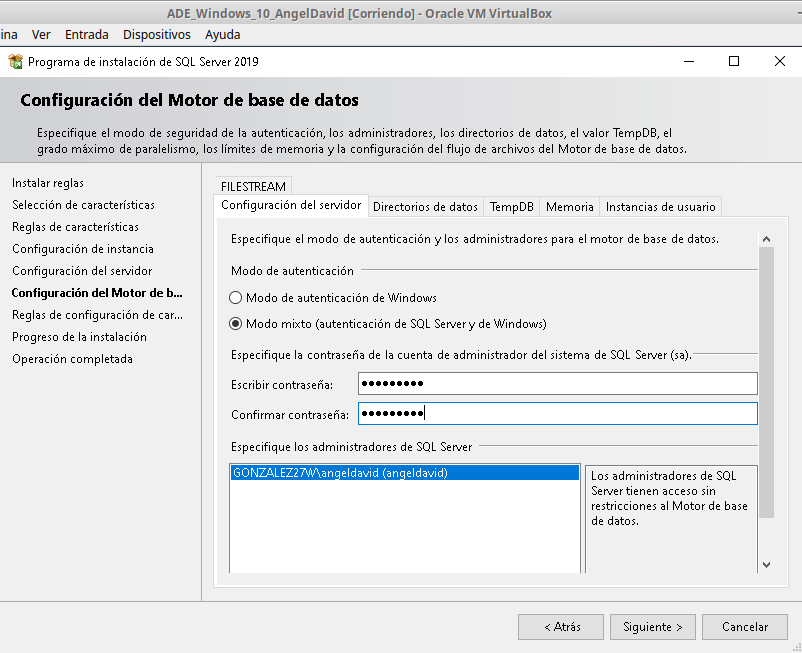 ADE_Windows_10_AngelDavid [Corriendo] - Oracle VM VirtualBox
ina Ver Entrada Dispositivos Ayuda
Programa de instalación de SQL Server 2019
Configuración del Motor de base de datos
Especifique el modo de seguridad de la autenticación, los administradores, los directorios de datos, el valor TempDB, el
grado máximo de paralelismo, los límites de memoria y la configuración del flujo de archivos del Motor de base de datos.
Instalar reglas
Selección de características
Reglas de características
Configuración de instancia
Configuración del servidor
Configuración del Motor de b...
Reglas de configuración de car...
Progreso de la instalación
Operación completada
FILESTREAM
Configuración del servidor Directorios de datos TempDB Memoria Instancias de usuario
Especifique el modo de autenticación y los administradores para el motor de base de datos.
Modo de autenticación
Modo de autenticación de Windows
Modo mixto (autenticación de SQL Server y de Windows)
Especifique la contraseña de la cuenta de administrador del sistema de SQL Server (sa).
Escribir contraseña: ●●●●●●●●●
Confirmar contraseña: ●●●●●●●●●
Especifique los administradores de SQL Server
GONZALEZ27W\angeldavid (angeldavid)
Los administradores de SQL
Server tienen acceso sin
restricciones al Motor de base
de datos.
< Atrás Siguiente > Cancelar